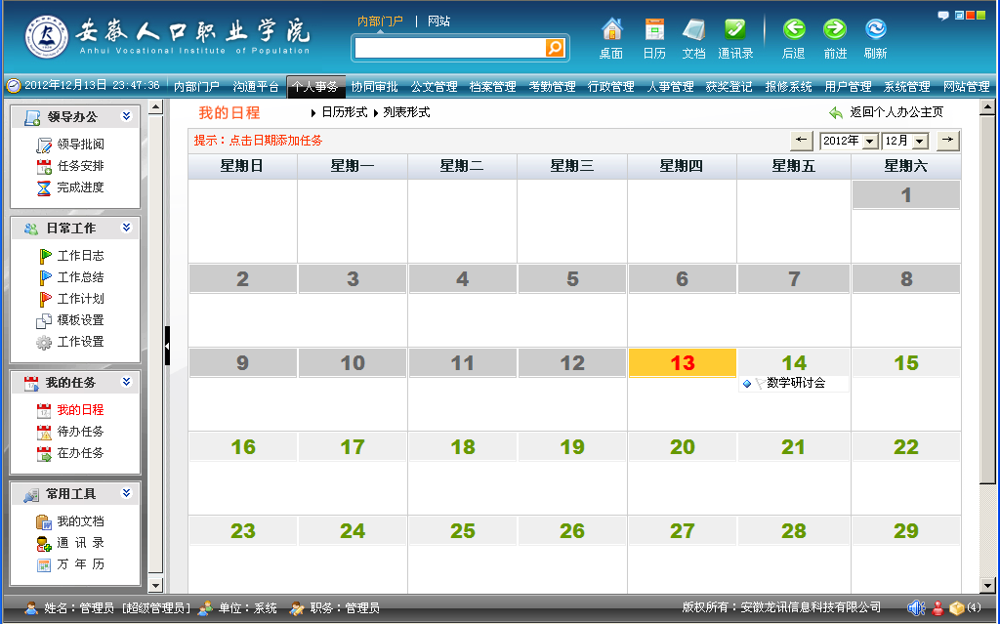 安徽人口职业学院
Anhui Vocational Institute of Population
内部门户 | 网站
桌面 日历 文档 通讯录 后退 前进 刷新
2012年12月13日 23:47:36 内部门户 沟通平台 个人事务 协同审批 公文管理 档案管理 考勤管理 行政管理 人事管理 获奖登记 报修系统 用户管理 系统管理 网站管理
领导办公
领导批阅
任务安排
完成进度
日常工作
工作日志
工作总结
工作计划
模板设置
工作设置
我的任务
我的日程
待办任务
在办任务
常用工具
我的文档
通 讯 录
万 年 历
我的日程 日历形式 列表形式 返回个人办公主页
提示：点击日期添加任务 ← 2012年 12月 →
星期日 星期一 星期二 星期三 星期四 星期五 星期六
1
2 3 4 5 6 7 8
9 10 11 12 13 14 15
数学研讨会
16 17 18 19 20 21 22
23 24 25 26 27 28 29
姓名：管理员 [超级管理员] 单位：系统 职务：管理员 版权所有：安徽龙讯信息科技有限公司 (4)